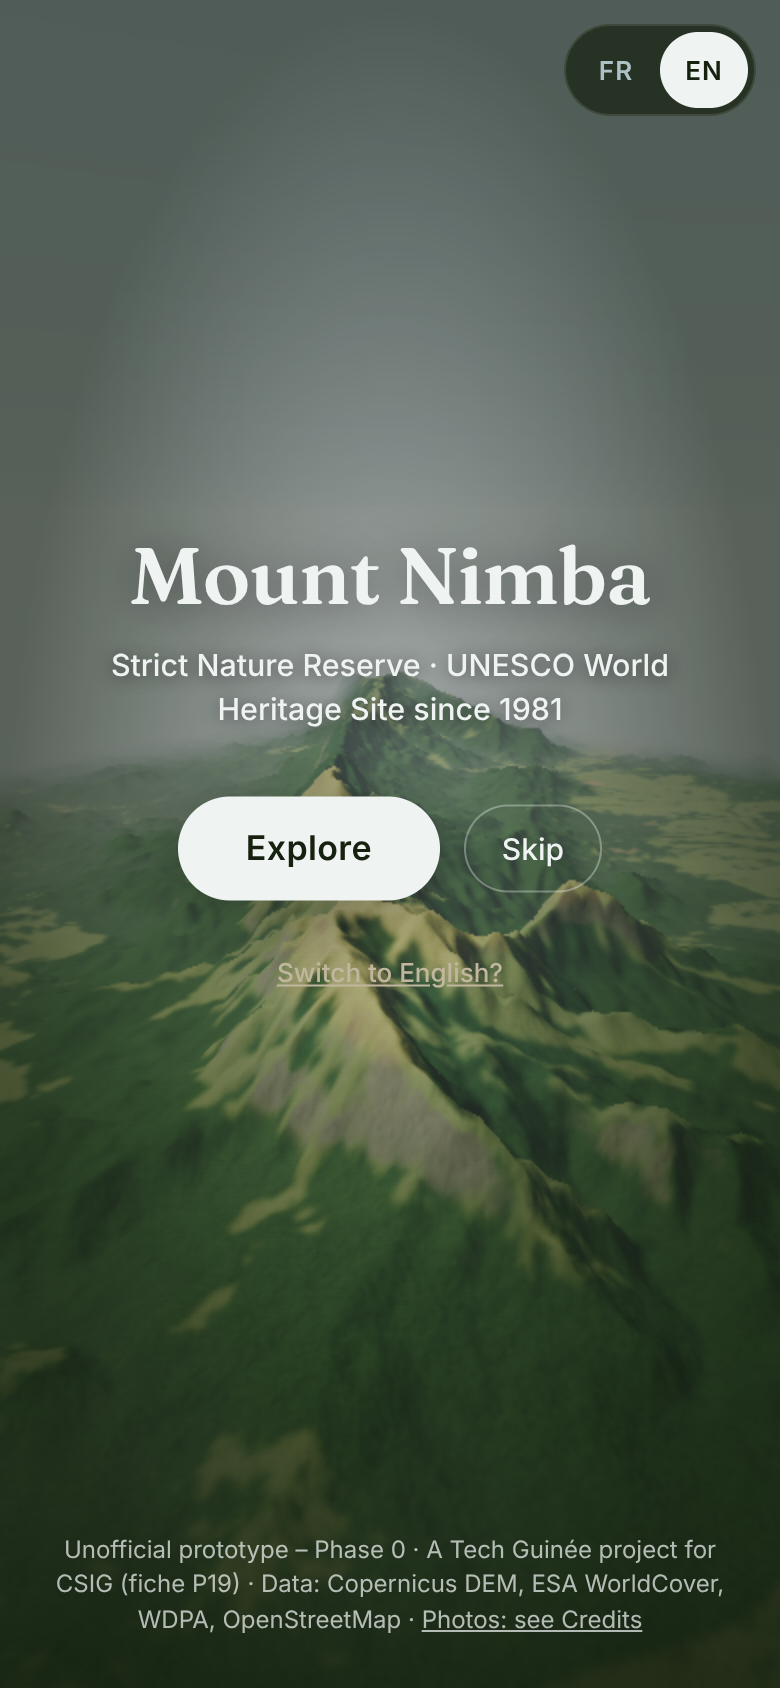 FR EN
Mount Nimba
Strict Nature Reserve · UNESCO World
Heritage Site since 1981
Explore Skip
Switch to English?
Unofficial prototype – Phase 0 · A Tech Guinée project for
CSIG (fiche P19) · Data: Copernicus DEM, ESA WorldCover,
WDPA, OpenStreetMap · Photos: see Credits